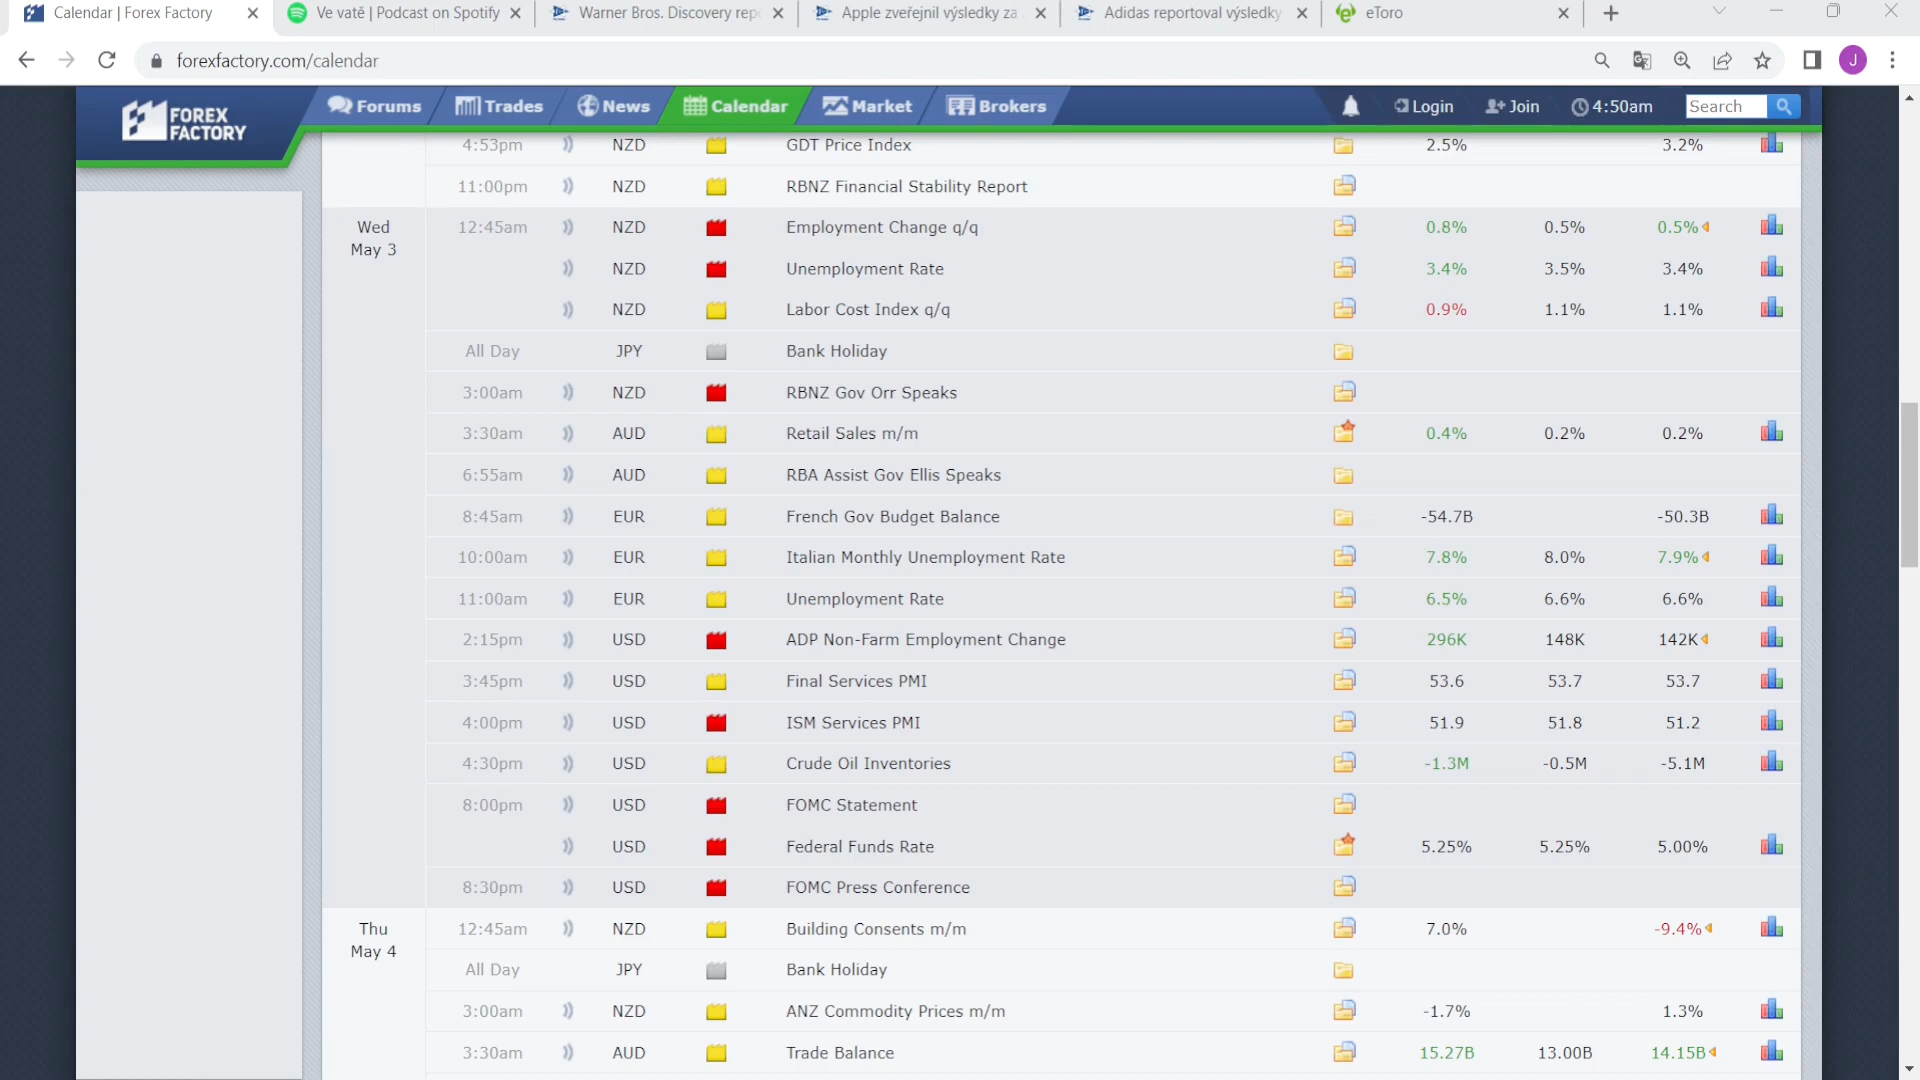 Calendar | Forex Factory
Ve vatě | Podcast on Spotify
Warner Bros. Discovery rep
Apple zveřejnil výsledky za
Adidas reportoval výsledky
eToro
forexfactory.com/calendar
J
FOREX FACTORY
Forums
Trades
News
Calendar
Market
Brokers
Login
Join
4:50am
Search
4:53pm NZD GDT Price Index 2.5% 3.2%
11:00pm NZD RBNZ Financial Stability Report
Wed May 3
12:45am NZD Employment Change q/q 0.8% 0.5% 0.5%
NZD Unemployment Rate 3.4% 3.5% 3.4%
NZD Labor Cost Index q/q 0.9% 1.1% 1.1%
All Day JPY Bank Holiday
3:00am NZD RBNZ Gov Orr Speaks
3:30am AUD Retail Sales m/m 0.4% 0.2% 0.2%
6:55am AUD RBA Assist Gov Ellis Speaks
8:45am EUR French Gov Budget Balance -54.7B -50.3B
10:00am EUR Italian Monthly Unemployment Rate 7.8% 8.0% 7.9%
11:00am EUR Unemployment Rate 6.5% 6.6% 6.6%
2:15pm USD ADP Non-Farm Employment Change 296K 148K 142K
3:45pm USD Final Services PMI 53.6 53.7 53.7
4:00pm USD ISM Services PMI 51.9 51.8 51.2
4:30pm USD Crude Oil Inventories -1.3M -0.5M -5.1M
8:00pm USD FOMC Statement
USD Federal Funds Rate 5.25% 5.25% 5.00%
8:30pm USD FOMC Press Conference
Thu May 4
12:45am NZD Building Consents m/m 7.0% -9.4%
All Day JPY Bank Holiday
3:00am NZD ANZ Commodity Prices m/m -1.7% 1.3%
3:30am AUD Trade Balance 15.27B 13.00B 14.15B